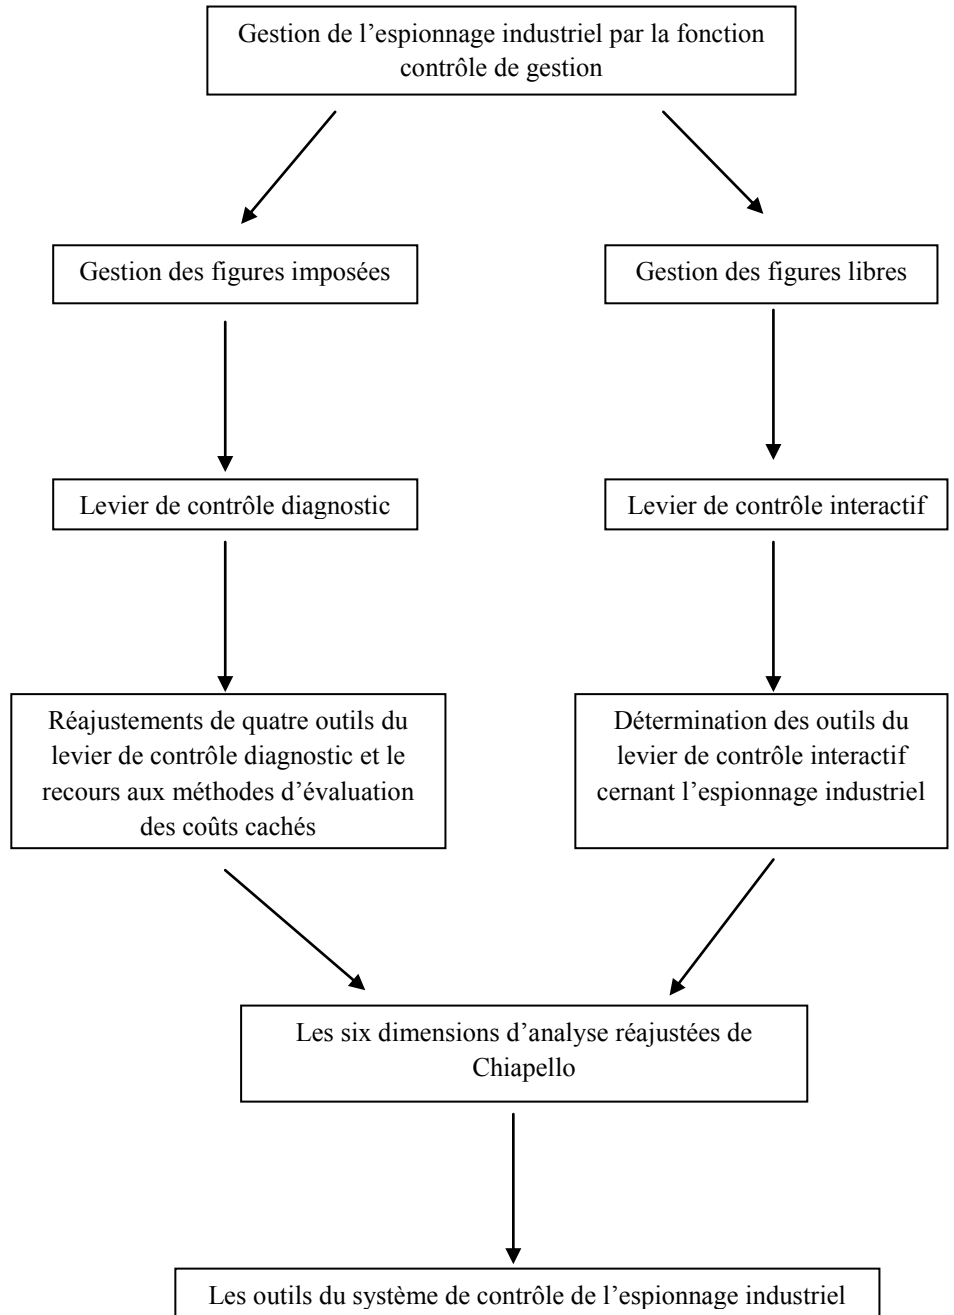 Gestion de l’espionnage industriel par la fonction
contrôle de gestion
Gestion des figures imposées
Gestion des figures libres
Levier de contrôle diagnostic
Levier de contrôle interactif
Réajustements de quatre outils du
levier de contrôle diagnostic et le
recours aux méthodes d’évaluation
des coûts cachés
Détermination des outils du
levier de contrôle interactif
cernant l’espionnage industriel
Les six dimensions d’analyse réajustées de
Chiapello
Les outils du système de contrôle de l’espionnage industriel